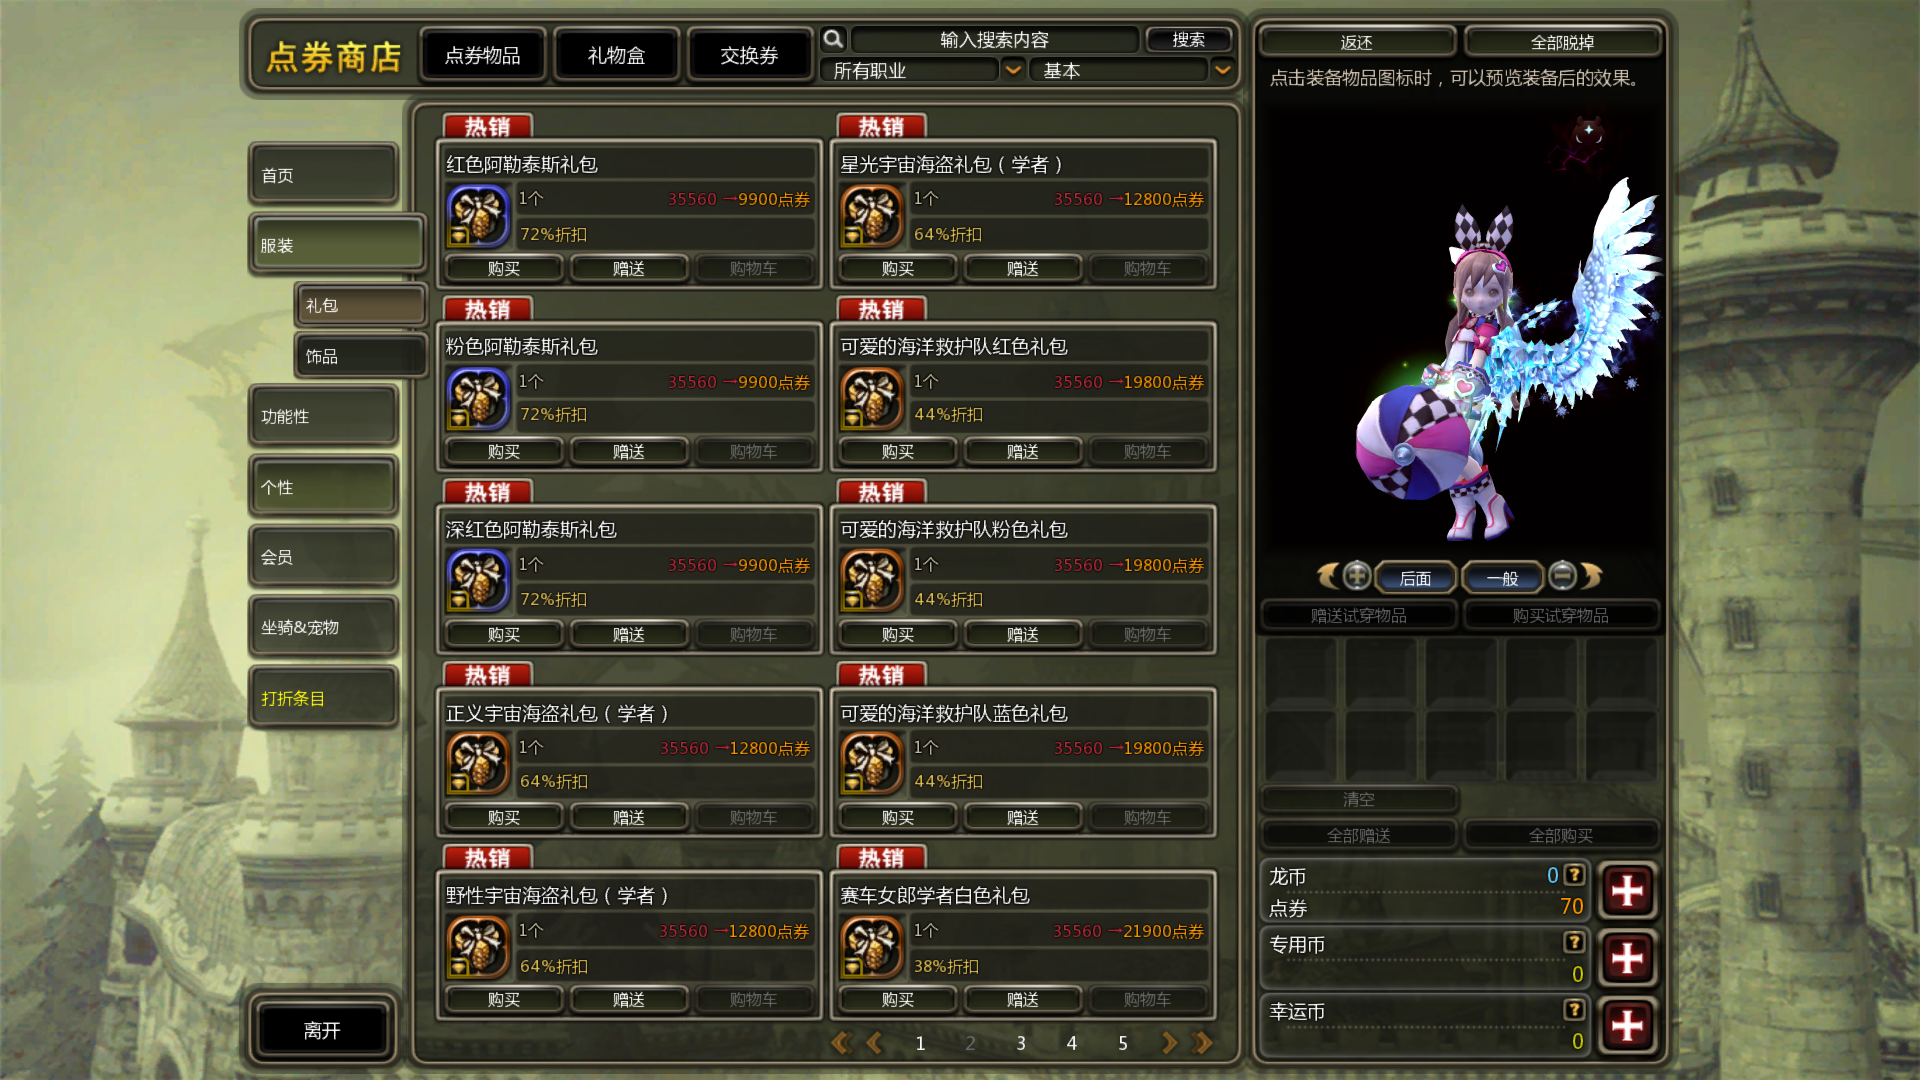 点券商店
点券物品
礼物盒
交换券
输入搜索内容
搜索
所有职业
基本
返还
全部脱掉
点击装备物品图标时，可以预览装备后的效果。
首页
服装
礼包
饰品
功能性
个性
会员
坐骑&宠物
打折条目
离开
热销
红色阿勒泰斯礼包
1个
35560 →9900点券
72%折扣
购买
赠送
购物车
热销
星光宇宙海盗礼包（学者）
1个
35560 →12800点券
64%折扣
购买
赠送
购物车
热销
粉色阿勒泰斯礼包
1个
35560 →9900点券
72%折扣
购买
赠送
购物车
热销
可爱的海洋救护队红色礼包
1个
35560 →19800点券
44%折扣
购买
赠送
购物车
热销
深红色阿勒泰斯礼包
1个
35560 →9900点券
72%折扣
购买
赠送
购物车
热销
可爱的海洋救护队粉色礼包
1个
35560 →19800点券
44%折扣
购买
赠送
购物车
热销
正义宇宙海盗礼包（学者）
1个
35560 →12800点券
64%折扣
购买
赠送
购物车
热销
可爱的海洋救护队蓝色礼包
1个
35560 →19800点券
44%折扣
购买
赠送
购物车
热销
野性宇宙海盗礼包（学者）
1个
35560 →12800点券
64%折扣
购买
赠送
购物车
热销
赛车女郎学者白色礼包
1个
35560 →21900点券
38%折扣
购买
赠送
购物车
1 2 3 4 5
后面
一般
赠送试穿物品
购买试穿物品
清空
全部赠送
全部购买
龙币 0 ?
点券 70
专用币 ?
0
幸运币 ?
0